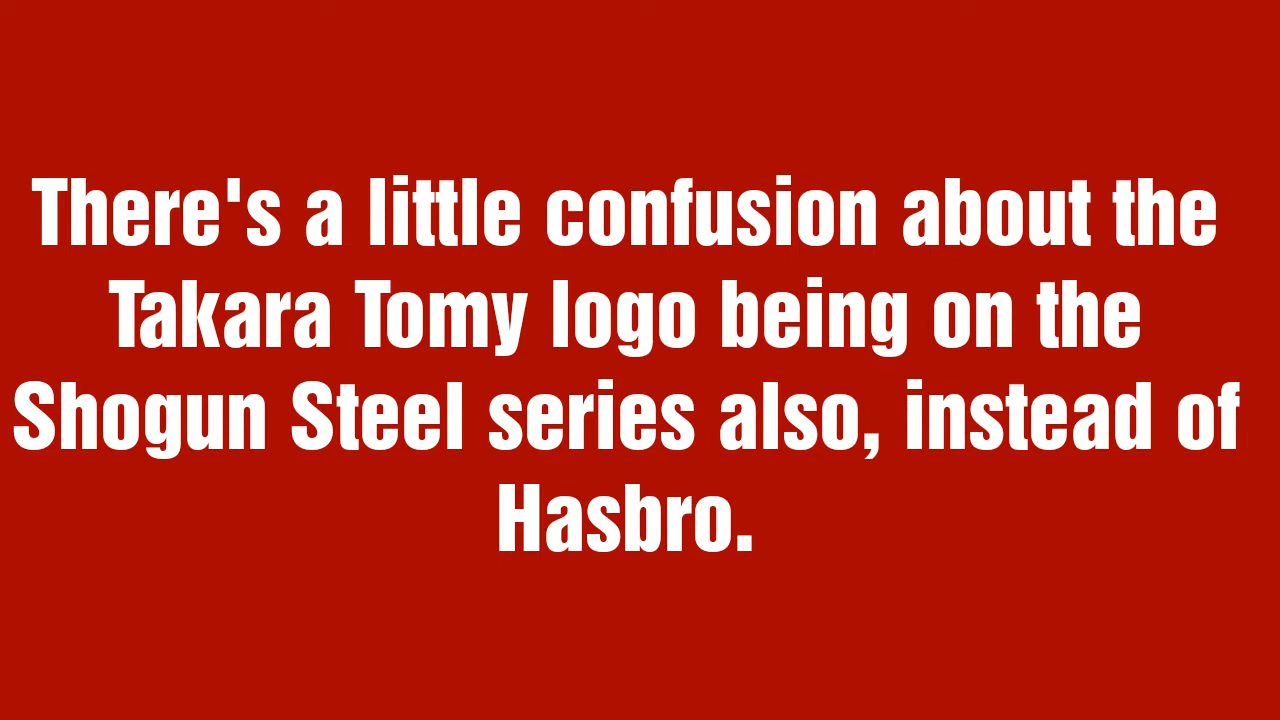 There's a little confusion about the
Takara Tomy logo being on the
Shogun Steel series also, instead of
Hasbro.